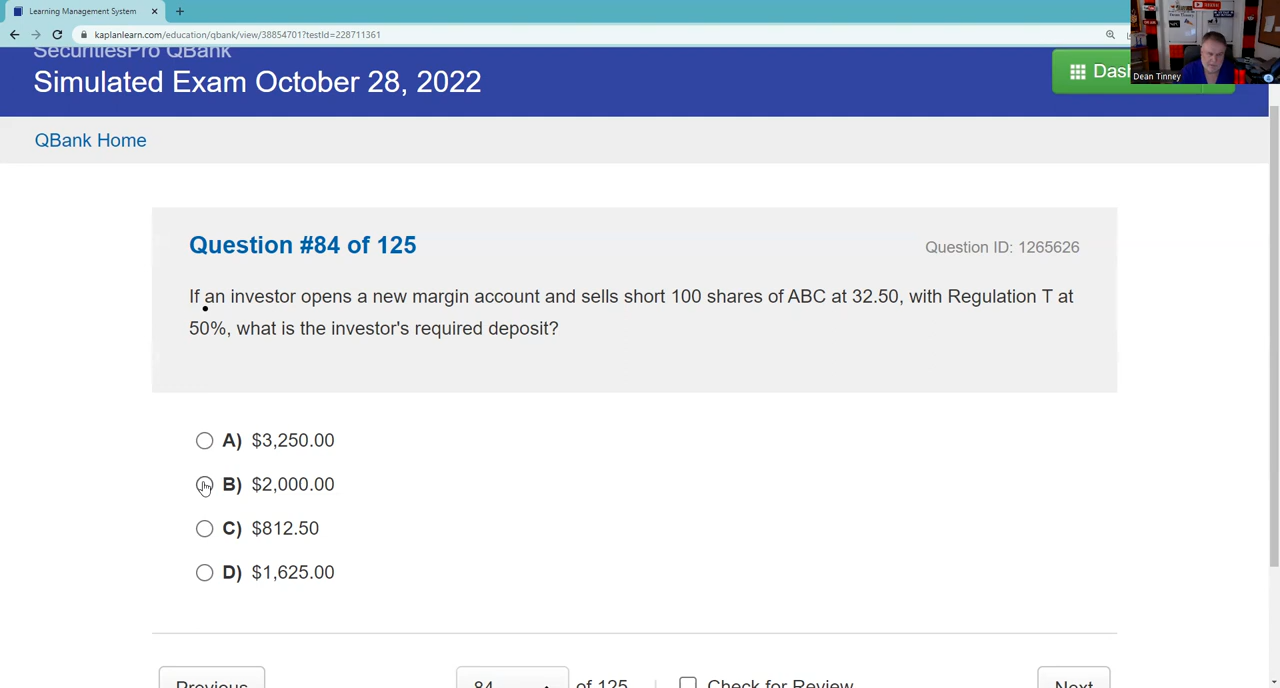 Learning Management System
kaplanlearn.com/education/qbank/view/38854701?testId=228711361
SecuritiesPro QBank
Simulated Exam October 28, 2022
Dean Tinney
QBank Home
Question #84 of 125
Question ID: 1265626
If an investor opens a new margin account and sells short 100 shares of ABC at 32.50, with Regulation T at
50%, what is the investor's required deposit?
A) $3,250.00
B) $2,000.00
C) $812.50
D) $1,625.00
Previous
84
of 125
Check for Review
Next